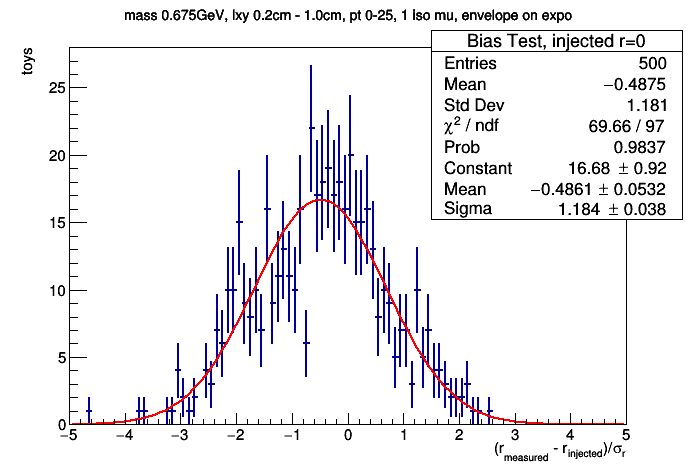 mass 0.675GeV, lxy 0.2cm - 1.0cm, pt 0-25, 1 Iso mu, envelope on expo
Bias Test, injected r=0
Entries 500
Mean −0.4875
Std Dev 1.181
χ² / ndf 69.66 / 97
Prob 0.9837
Constant 16.68 ± 0.92
Mean −0.4861 ± 0.0532
Sigma 1.184 ± 0.038
toys
25
20
15
10
5
0
−5 −4 −3 −2 −1 0 1 2 3 4 5
(r_measured - r_injected)/σ_r